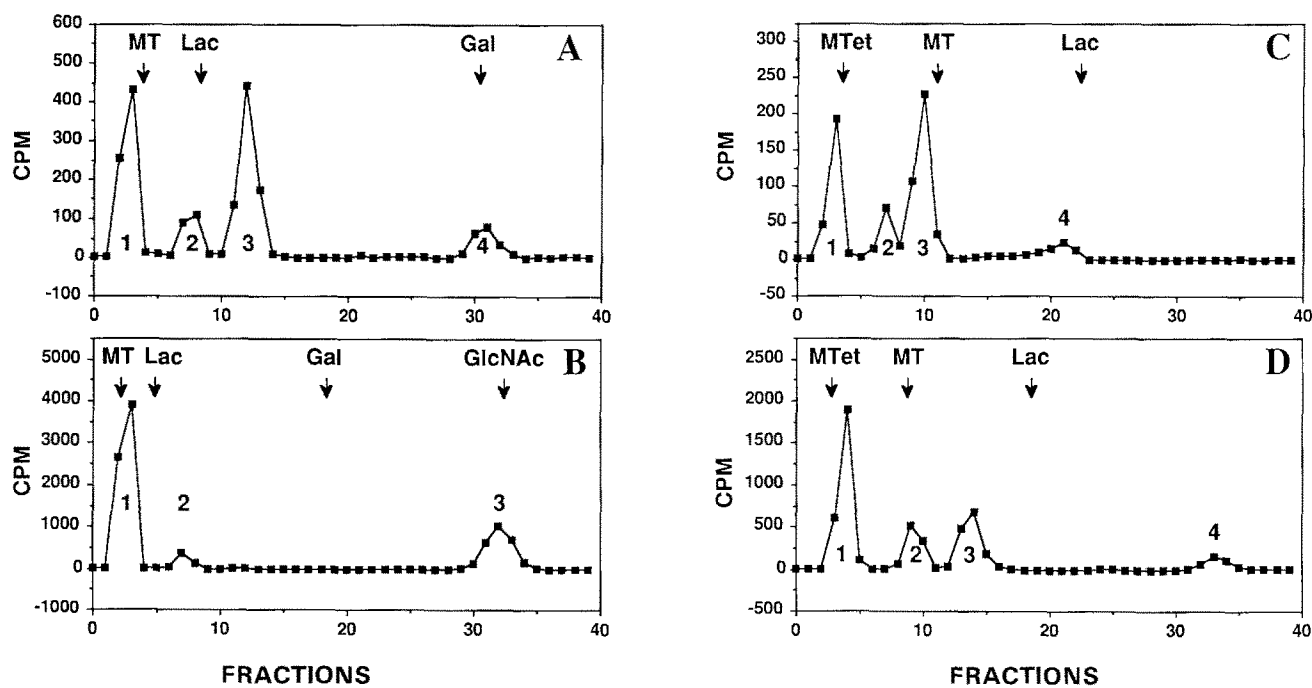 A
MT Lac Gal
CPM
600
500
400
300
200
100
0
-100
1 2 3 4
0 10 20 30 40
B
MT Lac Gal GlcNAc
CPM
5000
4000
3000
2000
1000
0
-1000
1 2 3
0 10 20 30 40
FRACTIONS
C
MTet MT Lac
CPM
300
250
200
150
100
50
0
-50
1 2 3 4
0 10 20 30 40
D
MTet MT Lac
CPM
2500
2000
1500
1000
500
0
-500
1 2 3 4
0 10 20 30 40
FRACTIONS